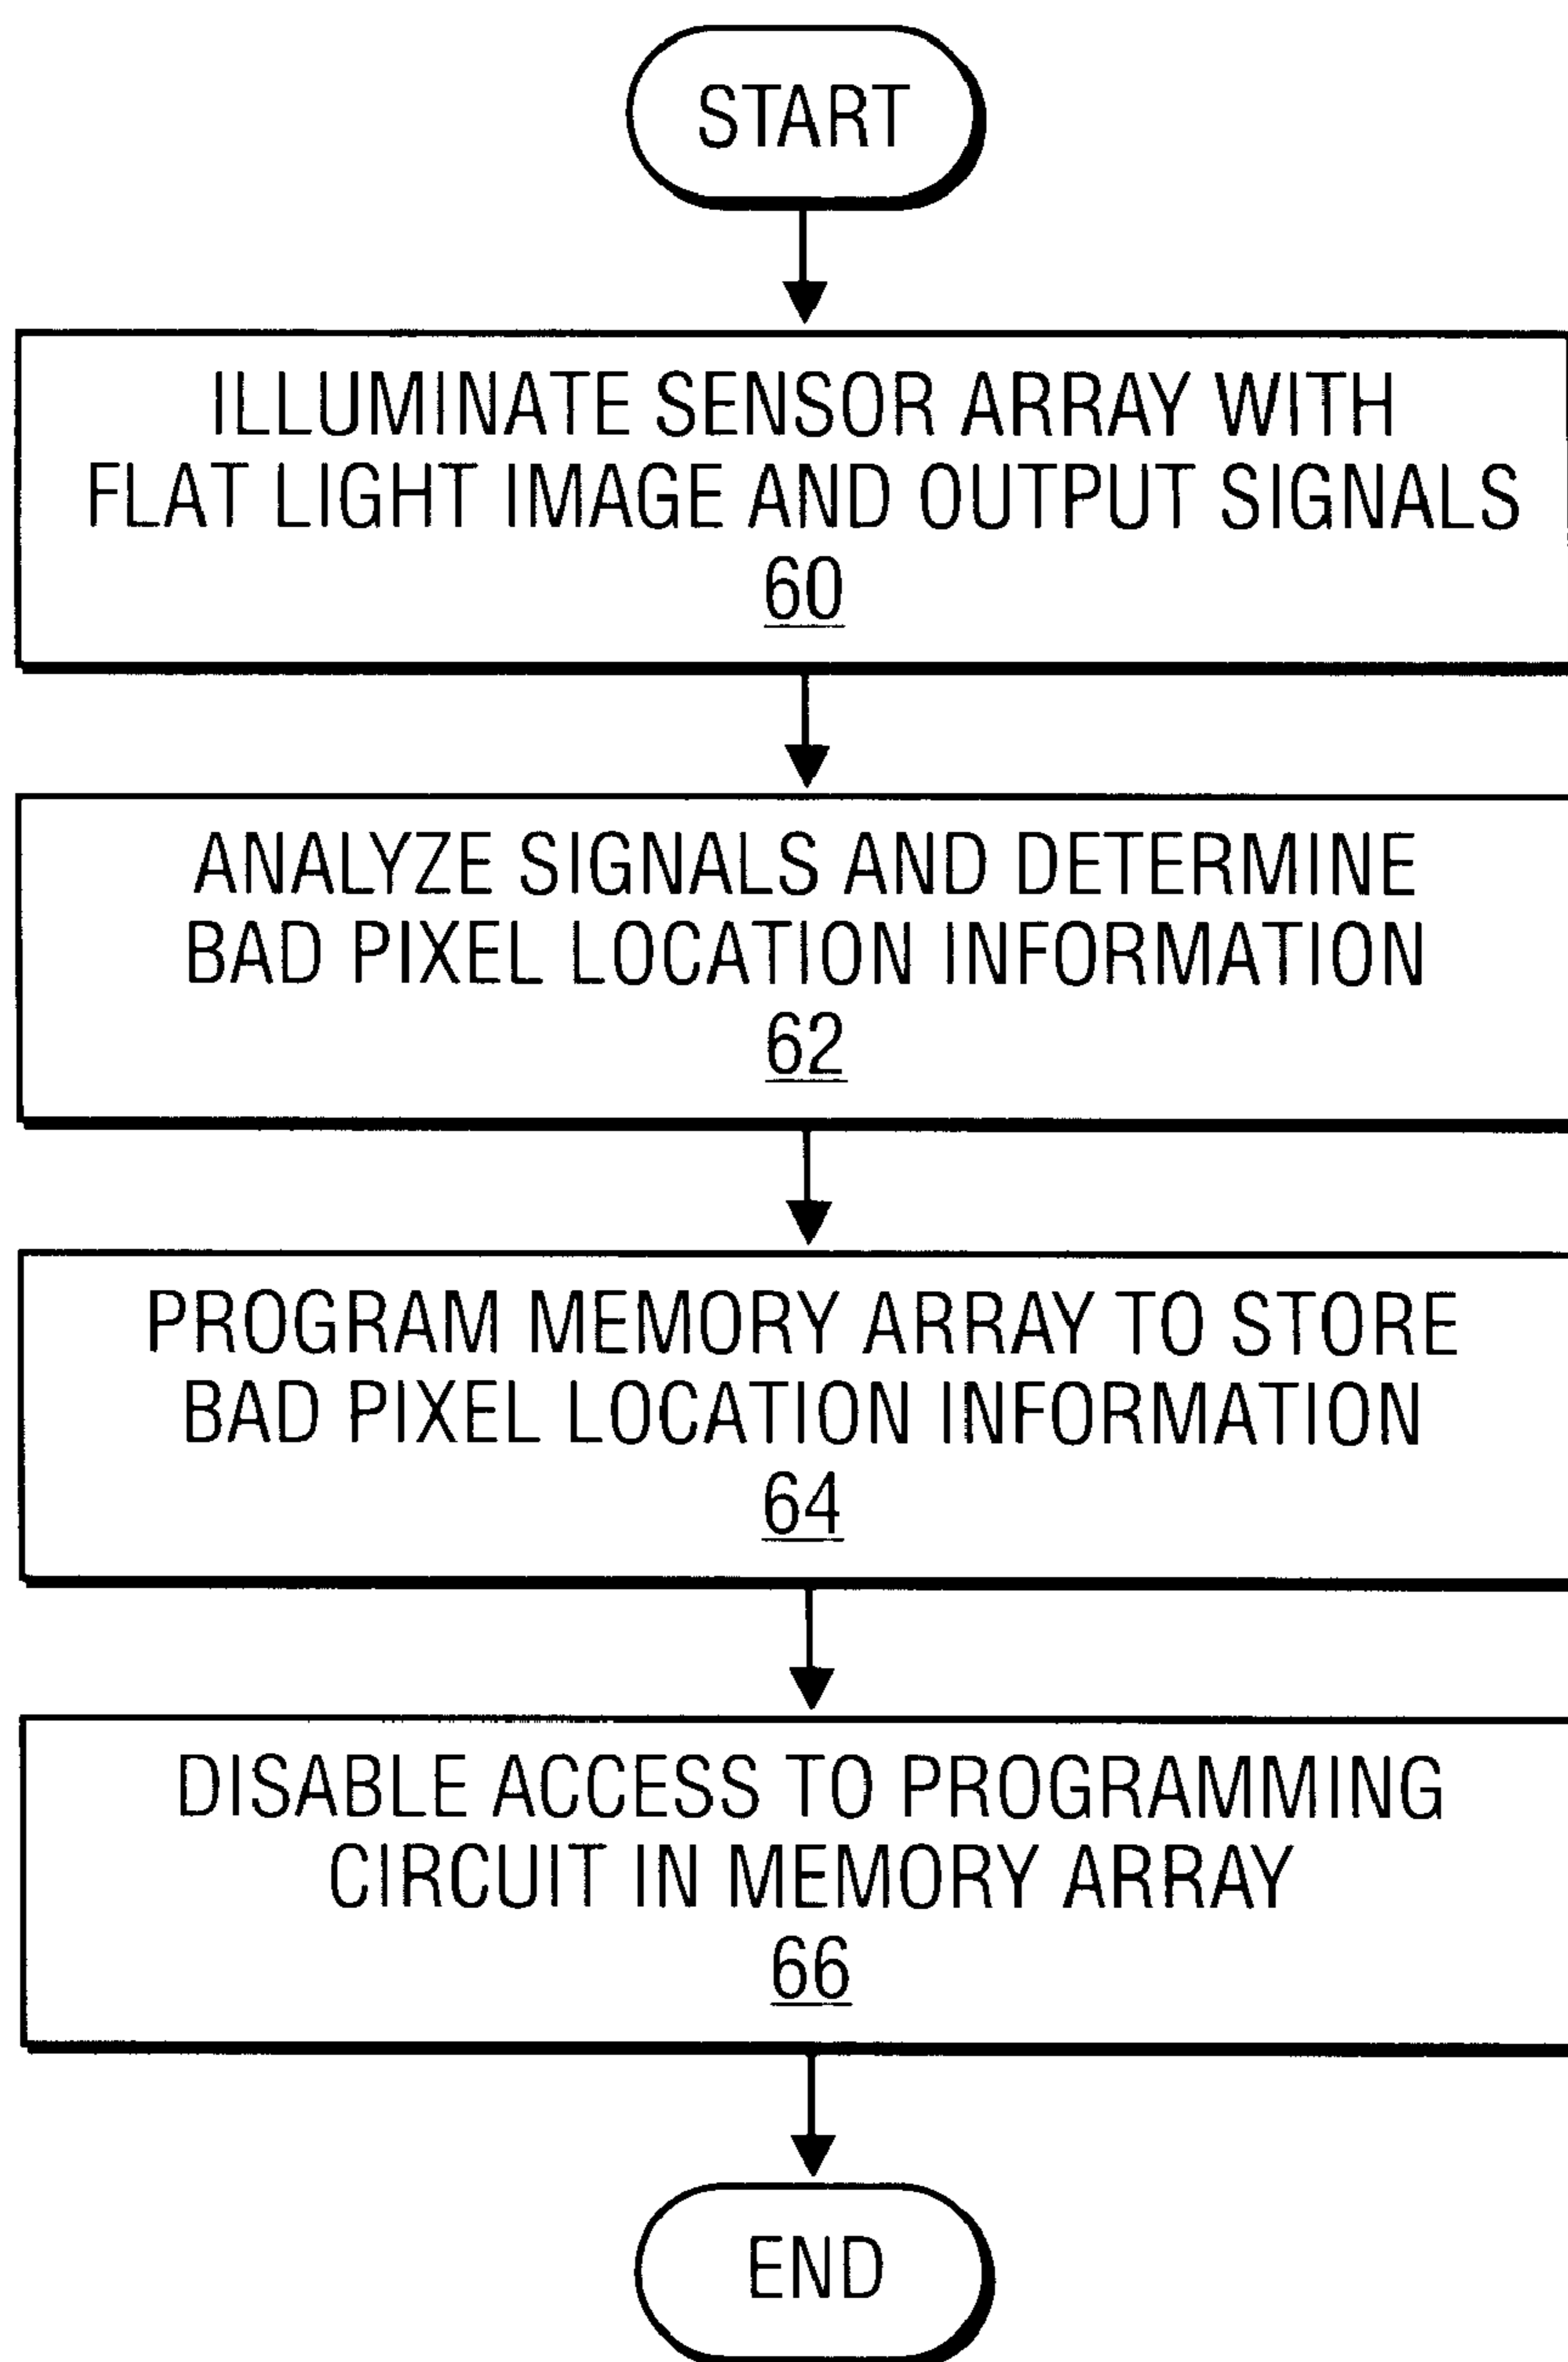 START
ILLUMINATE SENSOR ARRAY WITH
FLAT LIGHT IMAGE AND OUTPUT SIGNALS
60
ANALYZE SIGNALS AND DETERMINE
BAD PIXEL LOCATION INFORMATION
62
PROGRAM MEMORY ARRAY TO STORE
BAD PIXEL LOCATION INFORMATION
64
DISABLE ACCESS TO PROGRAMMING
CIRCUIT IN MEMORY ARRAY
66
END